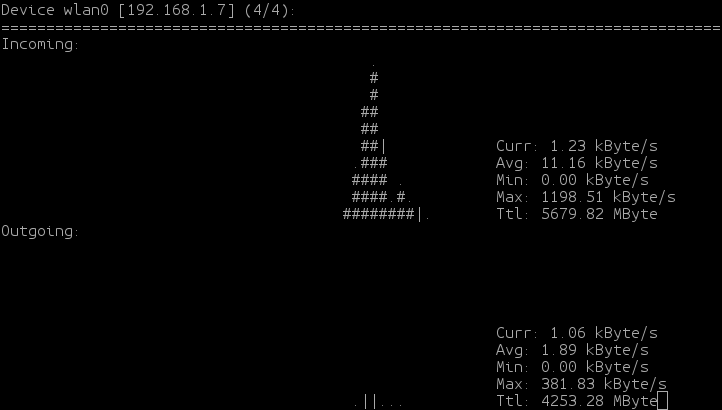 Device wlan0 [192.168.1.7] (4/4):
================================================================================
Incoming:
.
#
#
##
##
##| Curr: 1.23 kByte/s
.### Avg: 11.16 kByte/s
#### . Min: 0.00 kByte/s
####.#. Max: 1198.51 kByte/s
########|. Ttl: 5679.82 MByte
Outgoing:
Curr: 1.06 kByte/s
Avg: 1.89 kByte/s
Min: 0.00 kByte/s
Max: 381.83 kByte/s
.||... Ttl: 4253.28 MByte